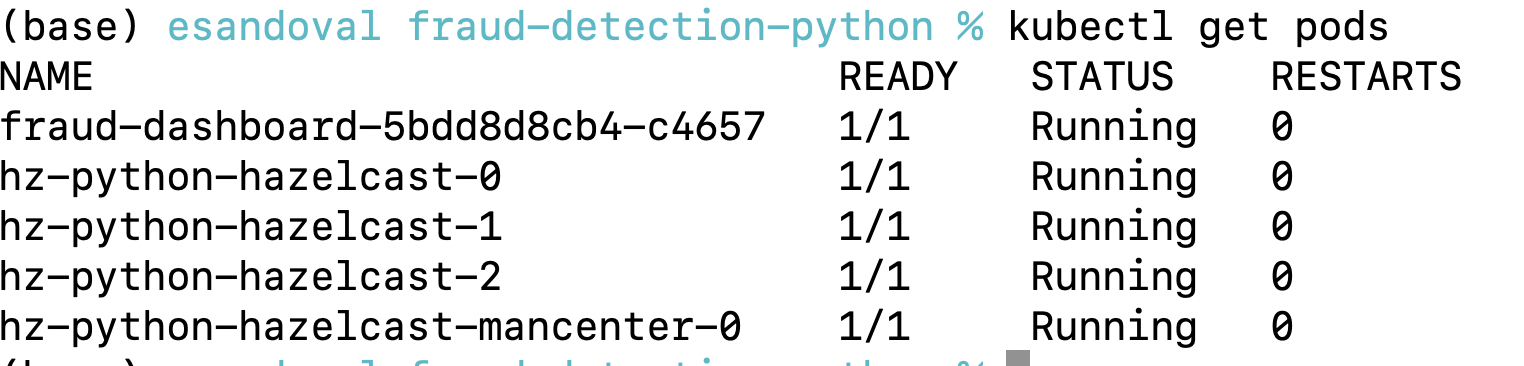 (base) esandoval fraud-detection-python % kubectl get pods
NAME READY STATUS RESTARTS
fraud-dashboard-5bdd8d8cb4-c4657 1/1 Running 0
hz-python-hazelcast-0 1/1 Running 0
hz-python-hazelcast-1 1/1 Running 0
hz-python-hazelcast-2 1/1 Running 0
hz-python-hazelcast-mancenter-0 1/1 Running 0